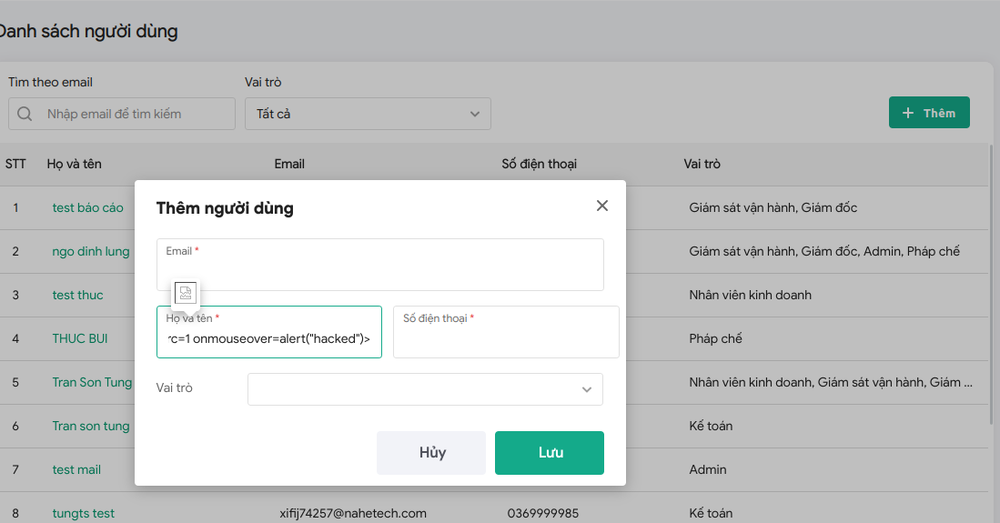 Danh sách người dùng
Tìm theo email
Vai trò
Nhập email để tìm kiếm
Tất cả
+ Thêm
STT Họ và tên Email Số điện thoại Vai trò
1 test báo cáo Giám sát vận hành, Giám đốc
2 ngo dinh lung Giám sát vận hành, Giám đốc, Admin, Pháp chế
3 test thuc Nhân viên kinh doanh
4 THUC BUI Pháp chế
5 Tran Son Tung Nhân viên kinh doanh, Giám sát vận hành, Giám ...
6 Tran son tung Kế toán
7 test mail Admin
8 tungts test xifij74257@nahetech.com 0369999985 Kế toán
Thêm người dùng
Email *
Họ và tên *
rc=1 onmouseover=alert("hacked")>
Số điện thoại *
Vai trò
Hủy
Lưu